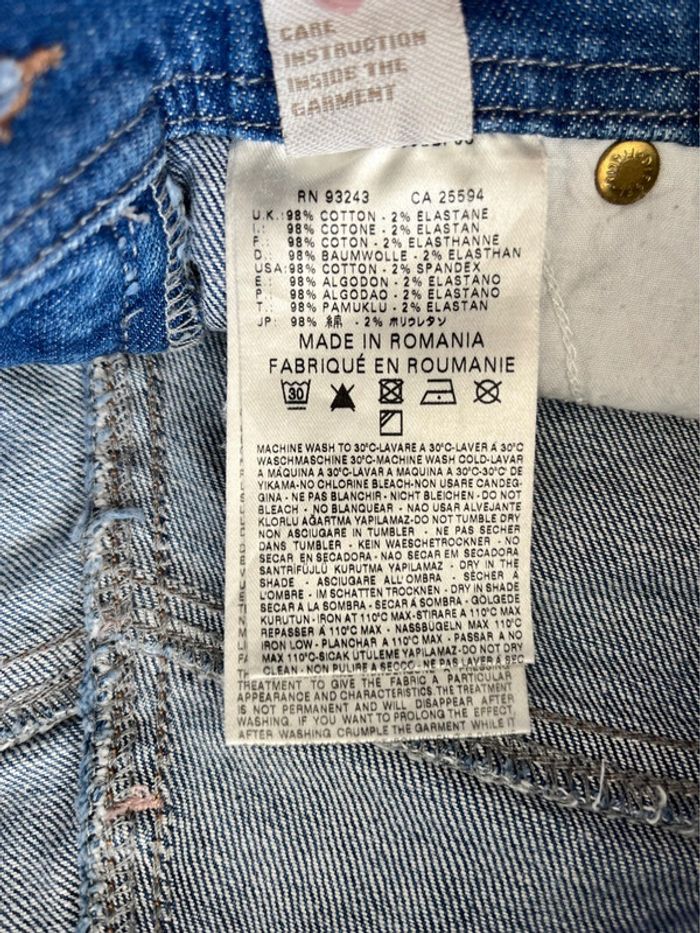 CARE
INSTRUCTION
INSIDE THE
GARMENT
RN 93243 CA 25594
U.K.:98% COTTON - 2% ELASTANE
I.: 98% COTONE - 2% ELASTAN
F.: 98% COTON - 2% ELASTHANNE
D.: 98% BAUMWOLLE - 2% ELASTHAN
USA:98% COTTON - 2% SPANDEX
E.: 98% ALGODON - 2% ELASTANO
P.: 98% ALGODAO - 2% ELASTANO
T.: 98% PAMUKLU - 2% ELASTAN
JP: 98% 綿 - 2% ポリウレタン
MADE IN ROMANIA
FABRIQUÉ EN ROUMANIE
30
MACHINE WASH TO 30°C-LAVARE A 30°C-LAVER À 30°C
WASCHMASCHINE 30°C-MACHINE WASH COLD-LAVAR
A MÁQUINA A 30°C-LAVAR A MAQUINA A 30°C-30°C' DE
YIKAMA-NO CHLORINE BLEACH-NON USARE CANDEG-
GINA - NE PAS BLANCHIR - NICHT BLEICHEN - DO NOT
BLEACH - NO BLANQUEAR - NAO USAR ALVEJANTE
KLORLU AĞARTMA YAPILAMAZ-DO NOT TUMBLE DRY
NON ASCIUGARE IN TUMBLER - NE PAS SÉCHER
DANS TUMBLER - KEIN WAESCHETROCKNER - NO
SECAR EN SECADORA - NAO SECAR EM SECADORA
SANTRİFÜJLÜ KURUTMA YAPILAMAZ - DRY IN THE
SHADE - ASCIUGARE ALL'OMBRA - SÉCHER À
L'OMBRE - IM SCHATTEN TROCKNEN - DRY IN SHADE
SECAR A LA SOMBRA - SECAR Á SOMBRA - GÖLGEDE
KURUTUN - IRON AT 110°C MAX - STIRARE A 110°C MAX
REPASSER À 110°C MAX - NASSBÜGELN MAX 110°C
IRON LOW - PLANCHAR A 110°C MAX - PASSAR A NO
MAX 110°C-SICAK ÜTÜLEME YAPILAMAZ-DO NOT DRY
CLEAN - NON PULIRE A SECCO - NE PAS LAVER A SEC
TREATMENT TO GIVE THE FABRIC A PARTICULAR
APPEARANCE AND CHARACTERISTICS.THE TREATMENT
IS NOT PERMANENT AND WILL DISAPPEAR AFTER
WASHING. IF YOU WANT TO PROLONG THE EFFECT,
AFTER WASHING CRUMPLE THE GARMENT WHILE IT